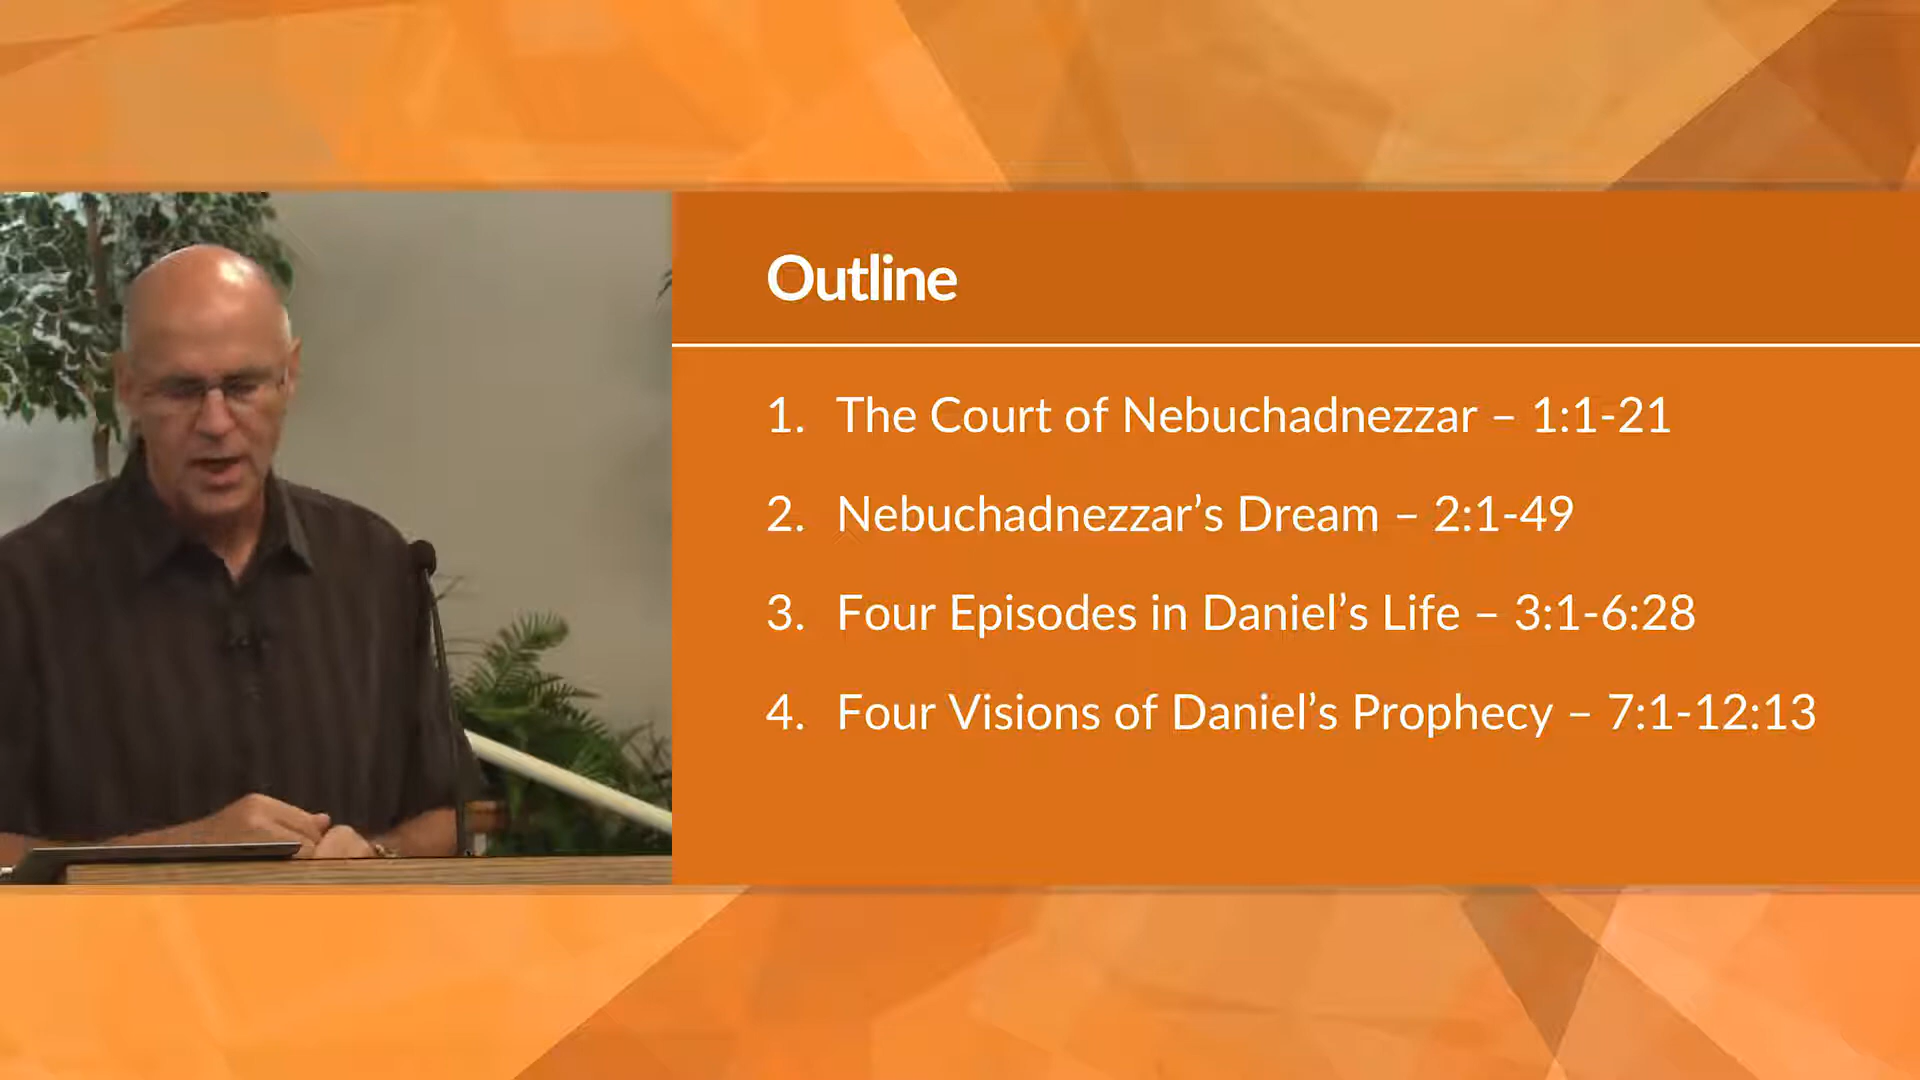 Outline
1. The Court of Nebuchadnezzar – 1:1-21
2. Nebuchadnezzar’s Dream – 2:1-49
3. Four Episodes in Daniel’s Life – 3:1-6:28
4. Four Visions of Daniel’s Prophecy – 7:1-12:13